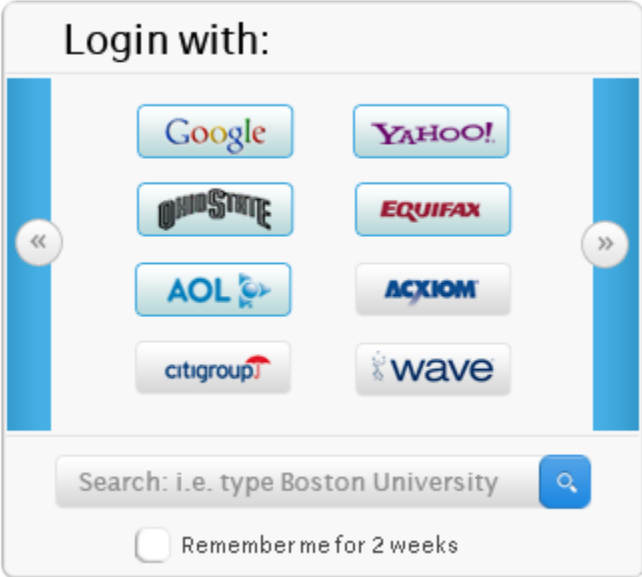 Login with:
Google YAHOO!
OHIO STATE EQUIFAX
AOL ACXIOM
citigroup wave
Search: i.e. type Boston University
Remember me for 2 weeks